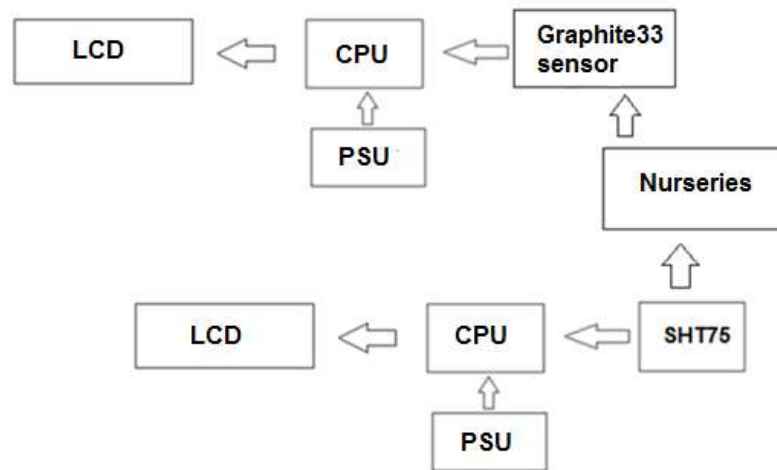 LCD
CPU
Graphite33
sensor
PSU
Nurseries
LCD
CPU
SHT75
PSU